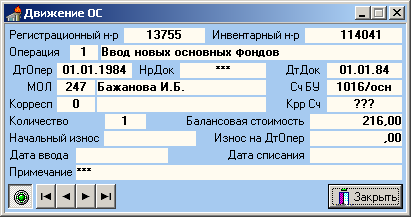 Движение ОС
Регистрационный н-р 13755 Инвентарный н-р 114041
Операция 1 Ввод новых основных фондов
ДтОпер 01.01.1984 НрДок *** ДтДок 01.01.84
МОЛ 247 Бажанова И.Б. Сч БУ 1016/осн
Корресп 0 Крр Сч ???
Количество 1 Балансовая стоимость 216,00
Начальный износ Износ на ДтОпер ,00
Дата ввода Дата списания
Примечание ***
Закрыть